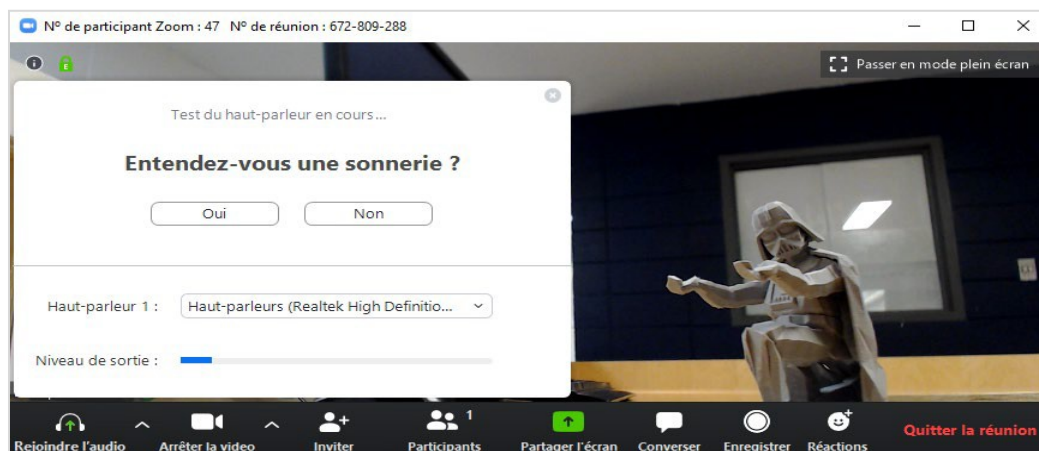 N° de participant Zoom : 47 N° de réunion : 672-809-288
Passer en mode plein écran
Test du haut-parleur en cours...
Entendez-vous une sonnerie ?
Oui Non
Haut-parleur 1 : Haut-parleurs (Realtek High Definitio...
Niveau de sortie :
1
Rejoindre l'audio Arrêter la video Inviter Participants Partager l'écran Converser Enregistrer Réactions Quitter la réunion